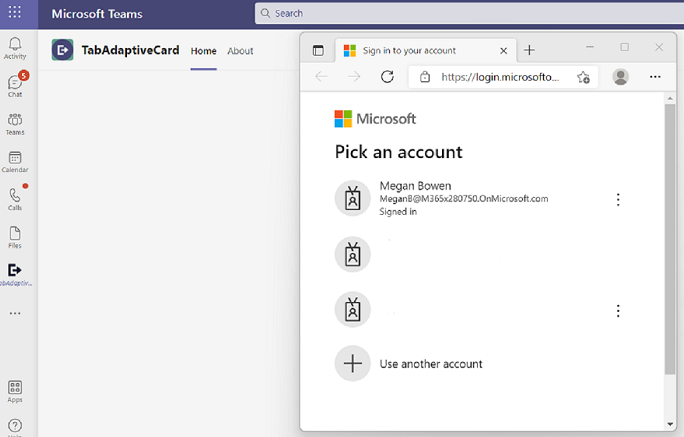 Microsoft Teams
Search
Activity
5
Chat
Teams
Calendar
Calls
Files
TabAdaptiv...
Apps
TabAdaptiveCard
Home
About
Sign in to your account
https://login.microsofto...
Microsoft
Pick an account
Megan Bowen
MeganB@M365x280750.OnMicrosoft.com
Signed in
Use another account